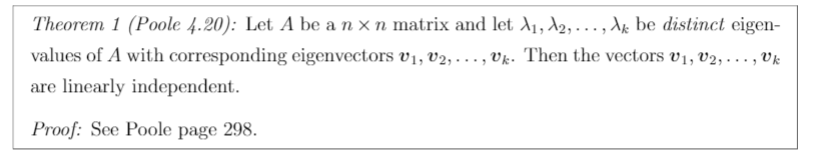 Theorem 1 (Poole 4.20): Let A be a n × n matrix and let λ₁, λ₂, . . . , λₖ be distinct eigen-
values of A with corresponding eigenvectors v₁, v₂, . . . , vₖ. Then the vectors v₁, v₂, . . . , vₖ
are linearly independent.
Proof: See Poole page 298.